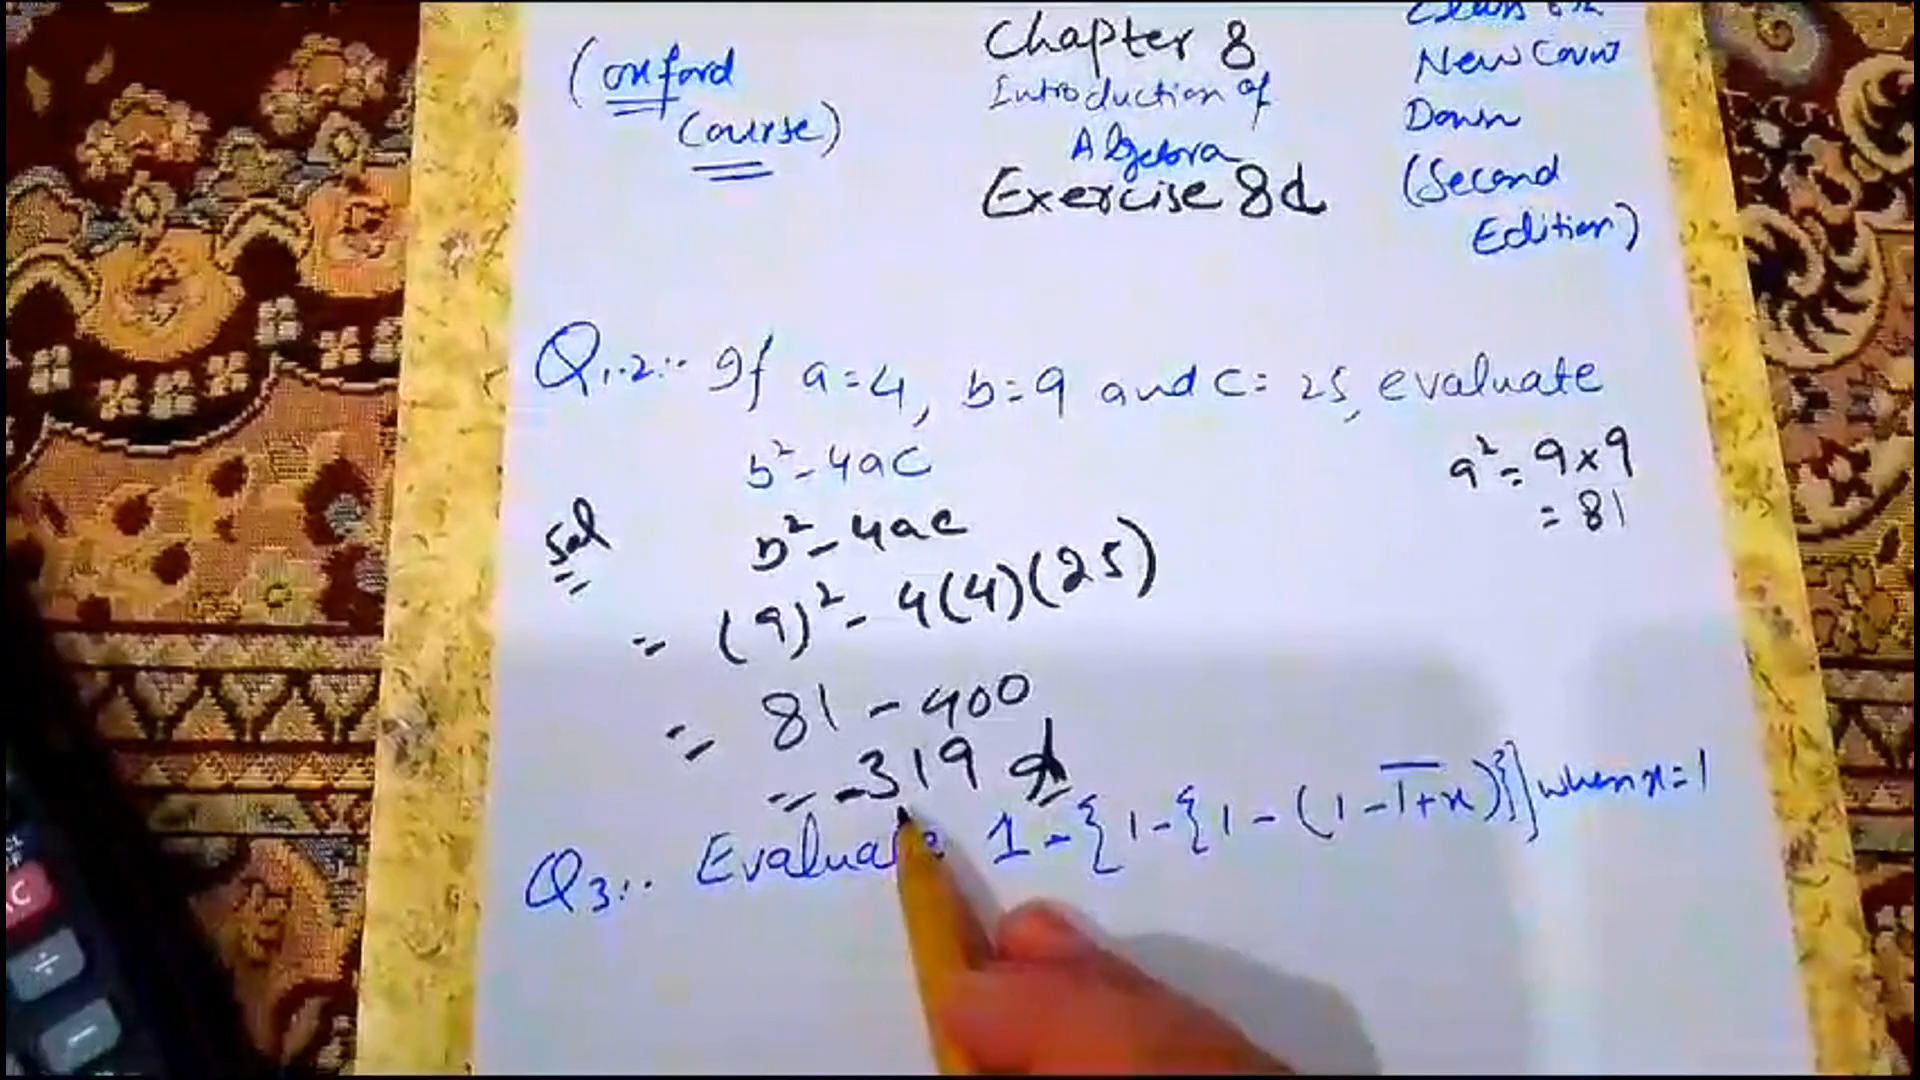 (oxford
course)
Chapter 8
Introduction of
Algebra
Exercise 8d
New Count
Down
(Second
Edition)
Q..2:- If a=4, b=9 and c= 25, evaluate
b²-4ac
Sol
b²-4ac
= (9)²- 4(4)(25)
= 81-400
= -319
9² = 9x9
= 81
Q3:. Evaluate 1-{1-{1-(1-1̅+̅x̅)}] when x=1
AC
÷
-